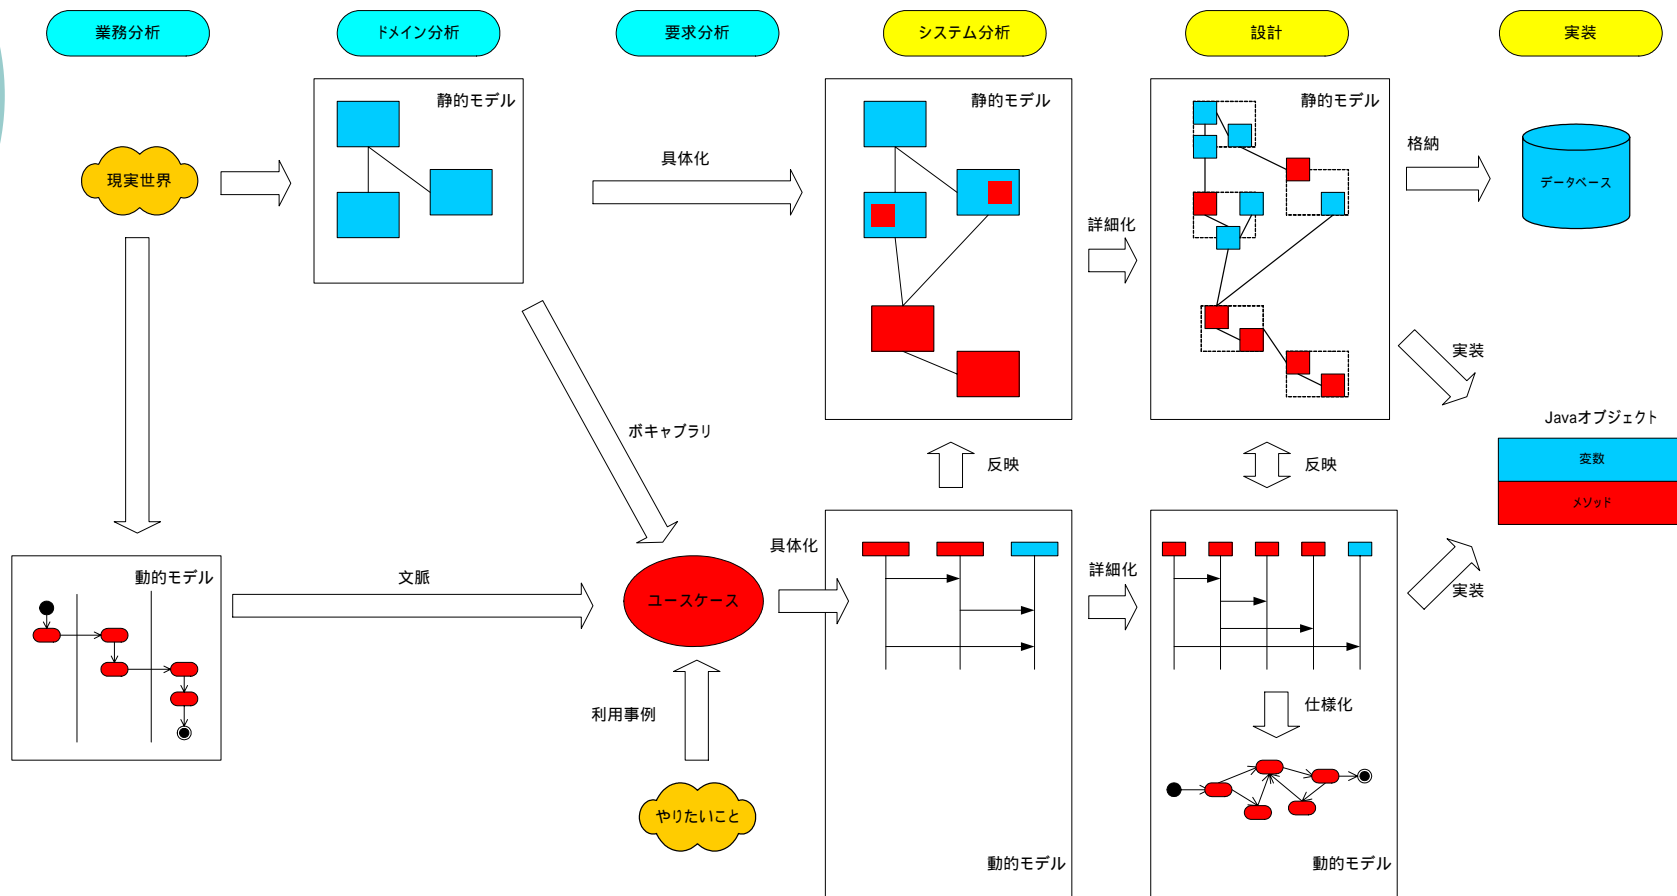 業務分析
ドメイン分析
要求分析
システム分析
設計
実装
静的モデル
静的モデル
静的モデル
現実世界
具体化
格納
データベース
詳細化
実装
Javaオブジェクト
変数
メソッド
ボキャブラリ
反映
反映
動的モデル
文脈
ユースケース
具体化
詳細化
実装
利用事例
仕様化
やりたいこと
動的モデル
動的モデル